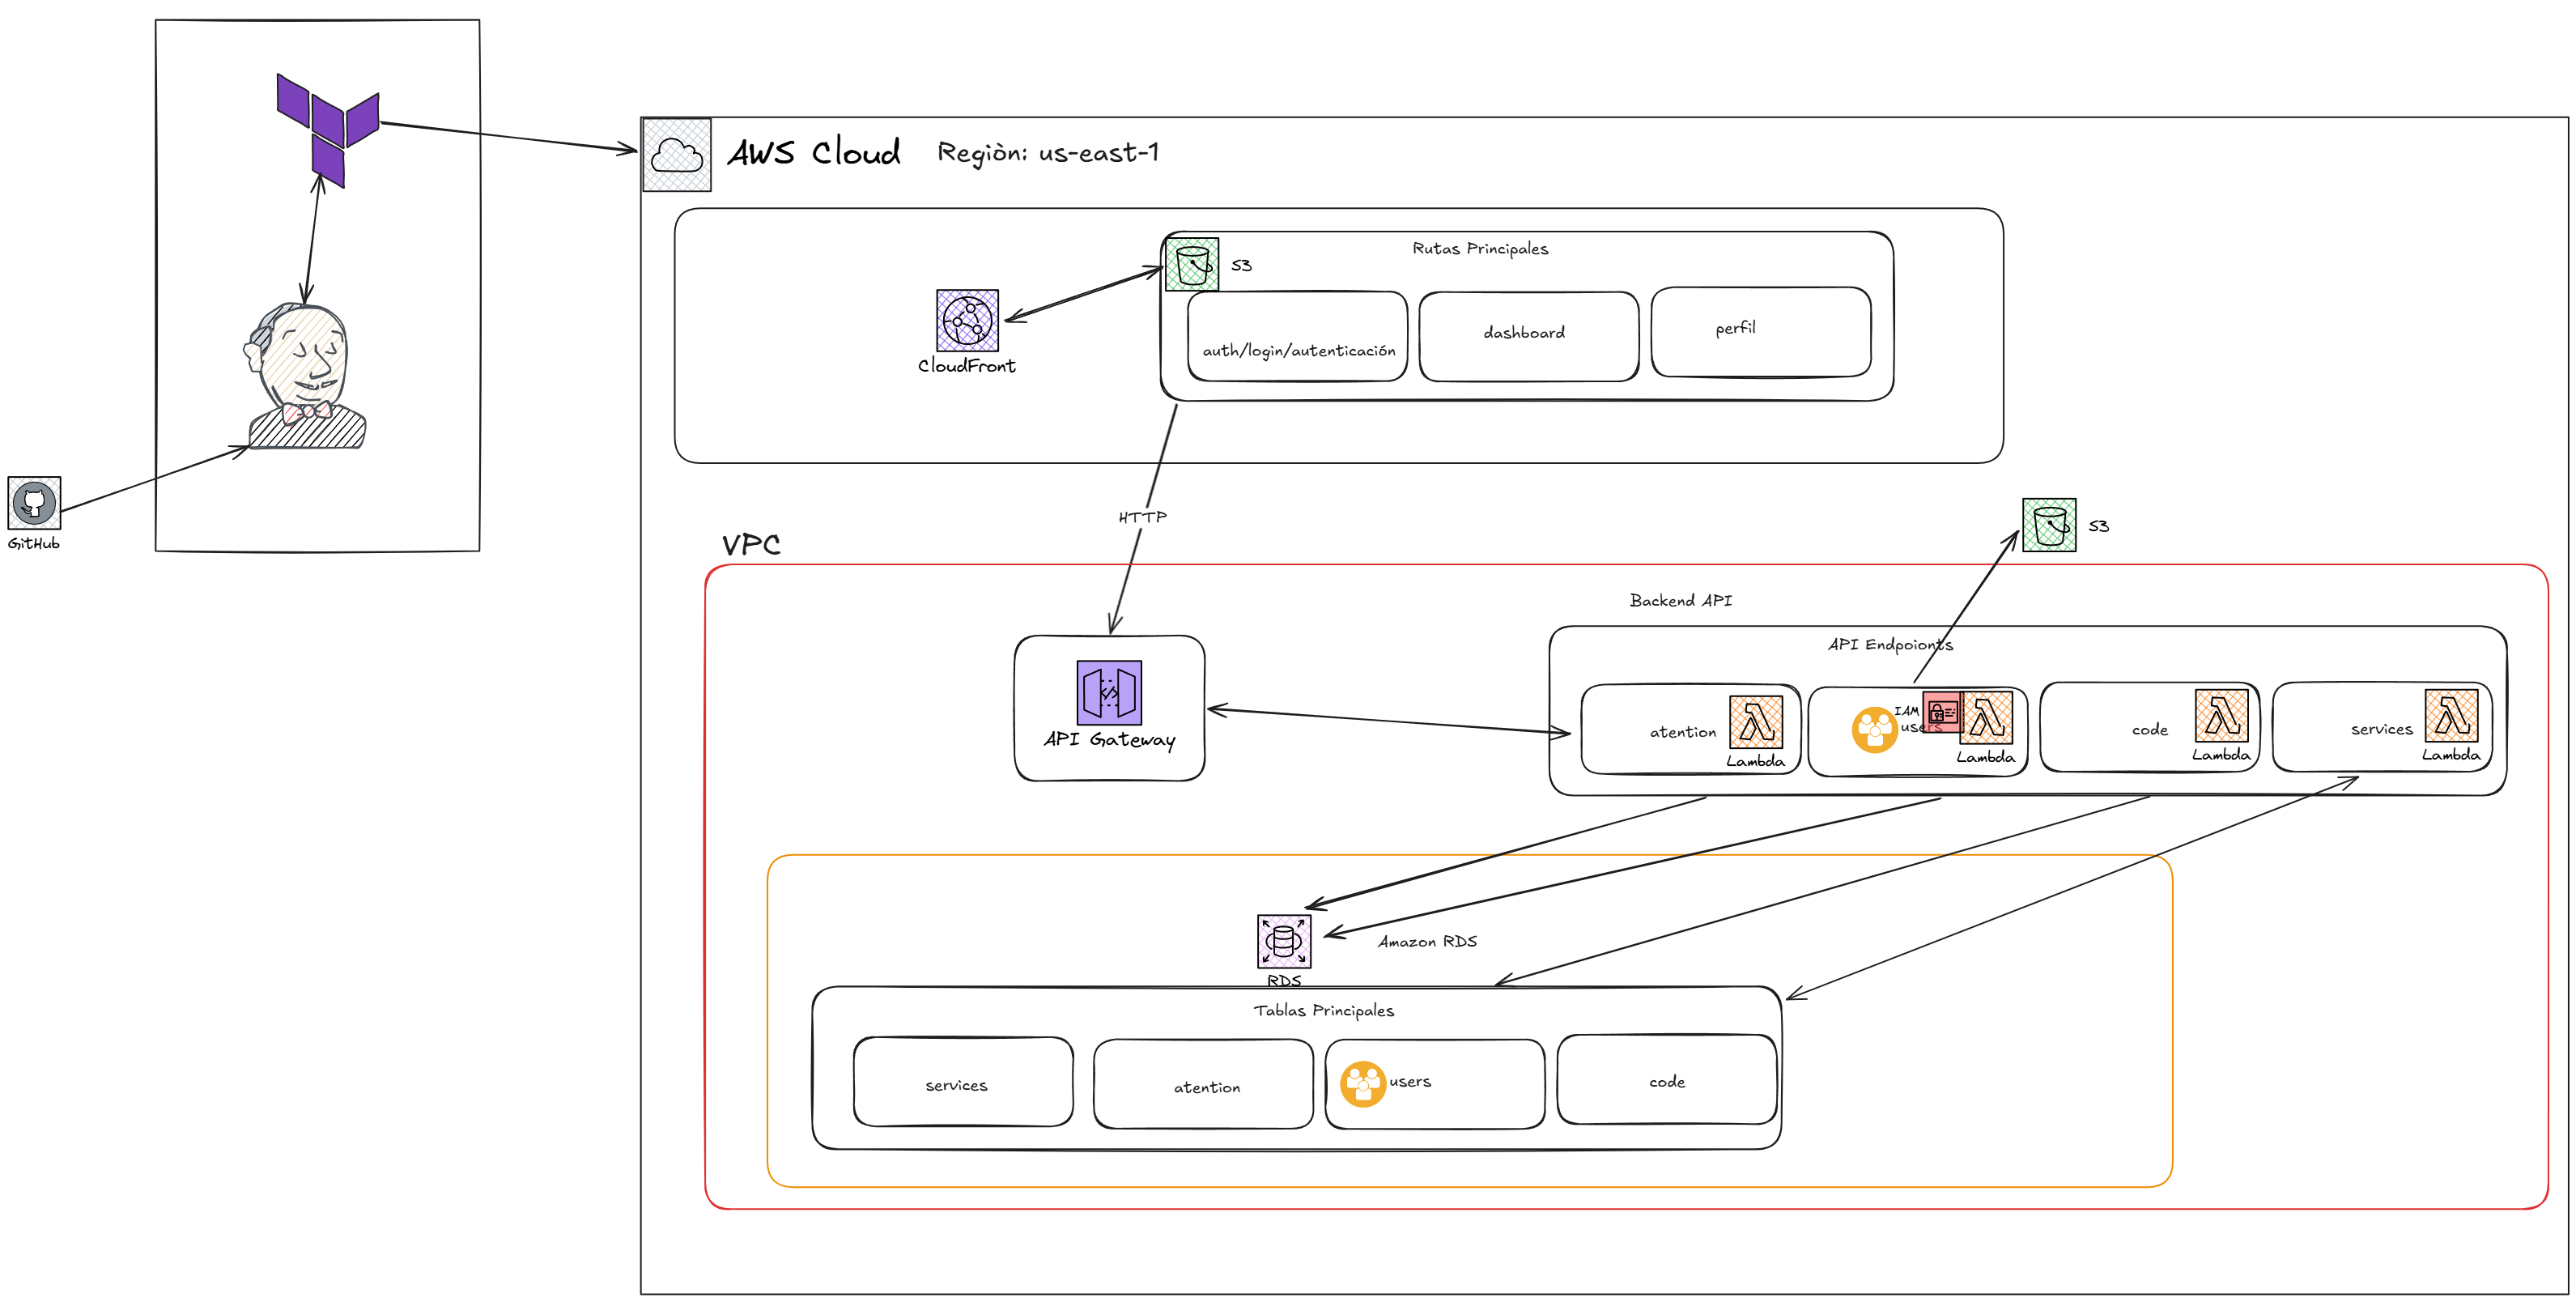 AWS Cloud
Regiòn: us-east-1
Rutas Principales
S3
auth/login/autenticación
dashboard
perfil
CloudFront
GitHub
HTTP
S3
VPC
Backend API
API Endpoionts
API Gateway
atention
Lambda
IAM
users
Lambda
code
Lambda
services
Lambda
Amazon RDS
RDS
Tablas Principales
services
atention
users
code